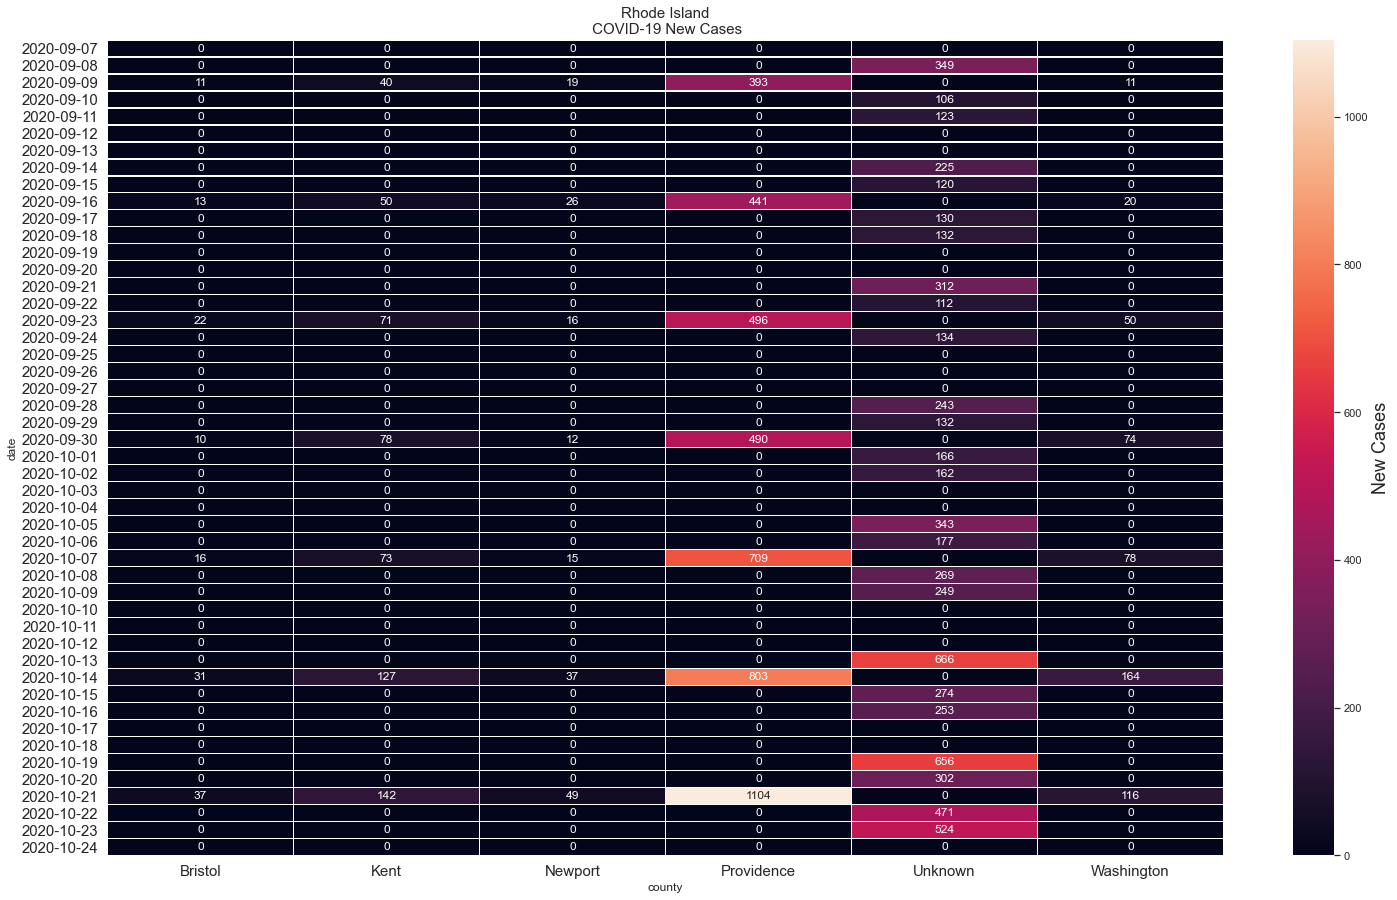 Rhode Island
COVID-19 New Cases
2020-09-07 0 0 0 0 0 0
2020-09-08 0 0 0 0 349 0
2020-09-09 11 40 19 393 0 11
2020-09-10 0 0 0 0 106 0
2020-09-11 0 0 0 0 123 0
2020-09-12 0 0 0 0 0 0
2020-09-13 0 0 0 0 0 0
2020-09-14 0 0 0 0 225 0
2020-09-15 0 0 0 0 120 0
2020-09-16 13 50 26 441 0 20
2020-09-17 0 0 0 0 130 0
2020-09-18 0 0 0 0 132 0
2020-09-19 0 0 0 0 0 0
2020-09-20 0 0 0 0 0 0
2020-09-21 0 0 0 0 312 0
2020-09-22 0 0 0 0 112 0
2020-09-23 22 71 16 496 0 50
2020-09-24 0 0 0 0 134 0
2020-09-25 0 0 0 0 0 0
2020-09-26 0 0 0 0 0 0
2020-09-27 0 0 0 0 0 0
2020-09-28 0 0 0 0 243 0
2020-09-29 0 0 0 0 132 0
2020-09-30 10 78 12 490 0 74
2020-10-01 0 0 0 0 166 0
2020-10-02 0 0 0 0 162 0
2020-10-03 0 0 0 0 0 0
2020-10-04 0 0 0 0 0 0
2020-10-05 0 0 0 0 343 0
2020-10-06 0 0 0 0 177 0
2020-10-07 16 73 15 709 0 78
2020-10-08 0 0 0 0 269 0
2020-10-09 0 0 0 0 249 0
2020-10-10 0 0 0 0 0 0
2020-10-11 0 0 0 0 0 0
2020-10-12 0 0 0 0 0 0
2020-10-13 0 0 0 0 666 0
2020-10-14 31 127 37 803 0 164
2020-10-15 0 0 0 0 274 0
2020-10-16 0 0 0 0 253 0
2020-10-17 0 0 0 0 0 0
2020-10-18 0 0 0 0 0 0
2020-10-19 0 0 0 0 656 0
2020-10-20 0 0 0 0 302 0
2020-10-21 37 142 49 1104 0 116
2020-10-22 0 0 0 0 471 0
2020-10-23 0 0 0 0 524 0
2020-10-24 0 0 0 0 0 0
Bristol Kent Newport Providence Unknown Washington
county
date
1000
800
600
400
200
0
New Cases